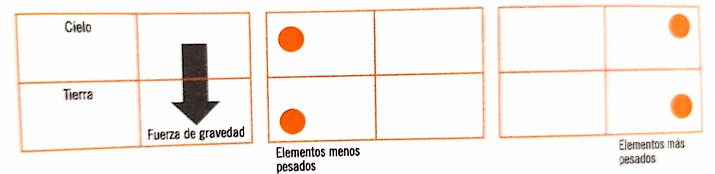 Cielo
Tierra
Fuerza de gravedad
Elementos menos
pesados
Elementos más
pesados